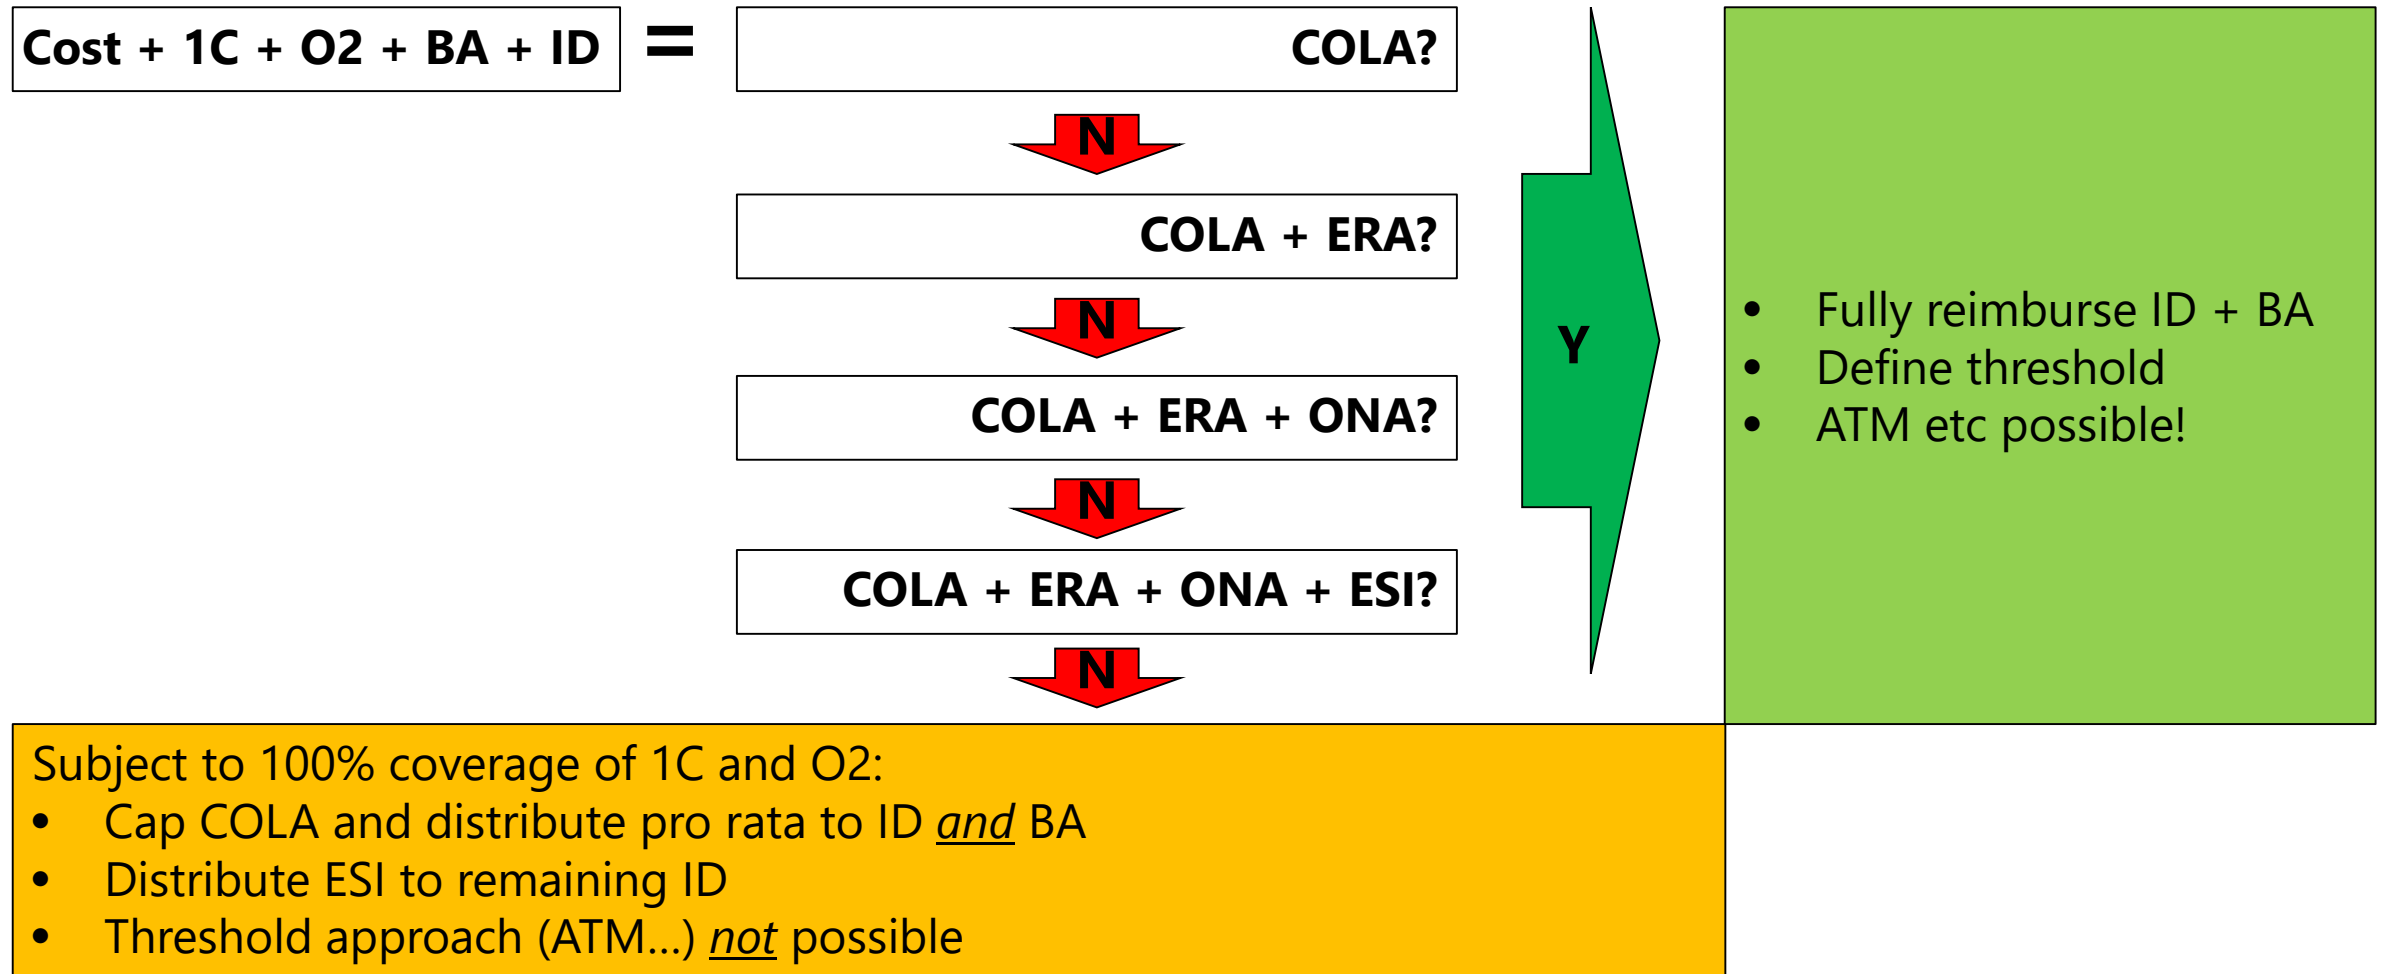 Cost + 1C + O2 + BA + ID
=
COLA?
N
COLA + ERA?
N
COLA + ERA + ONA?
N
COLA + ERA + ONA + ESI?
N
Y
• Fully reimburse ID + BA
• Define threshold
• ATM etc possible!
Subject to 100% coverage of 1C and O2:
• Cap COLA and distribute pro rata to ID and BA
• Distribute ESI to remaining ID
• Threshold approach (ATM...) not possible